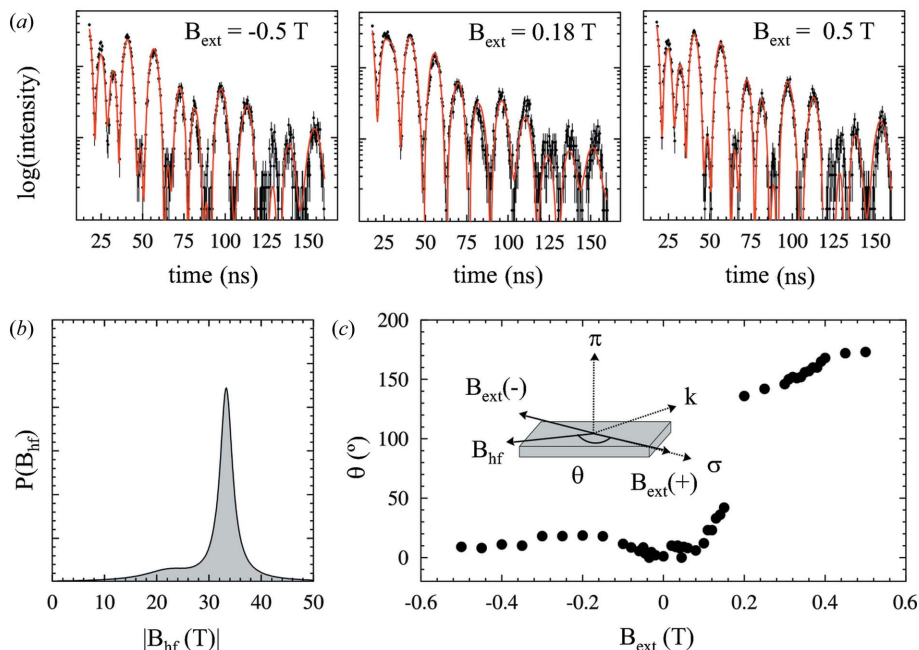 (a)
B_ext = -0.5 T
B_ext = 0.18 T
B_ext = 0.5 T
log(intensity)
25 50 75 100 125 150
25 50 75 100 125 150
25 50 75 100 125 150
time (ns)
time (ns)
time (ns)
(b)
P(B_hf)
0 10 20 30 40 50
|B_hf (T)|
(c)
200
150
100
50
0
θ (º)
π
B_ext(-)
k
B_hf
θ
B_ext(+)
σ
-0.6 -0.4 -0.2 0 0.2 0.4 0.6
B_ext (T)